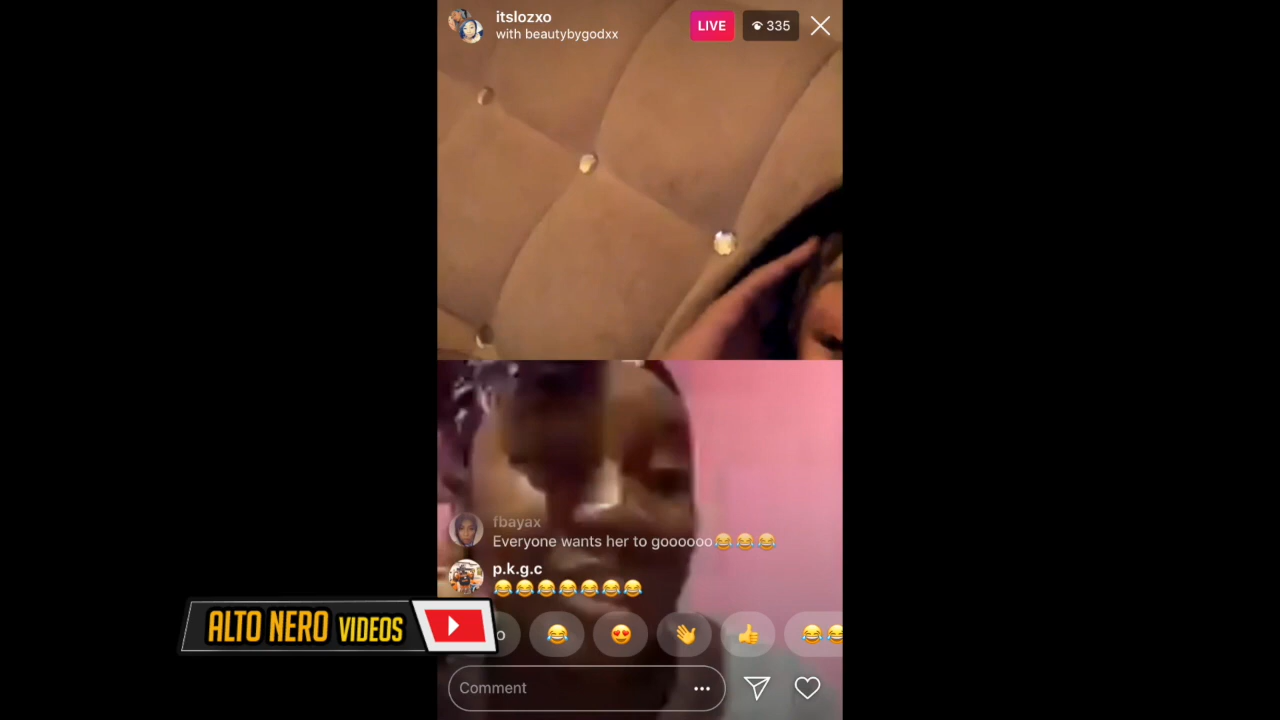 itslozxo
with beautybygodxx
LIVE
335
fbayax
Everyone wants her to goooooo😂😂😂
p.k.g.c
😂😂😂😂😂😂😂
ALTO NERO VIDEOS
Comment